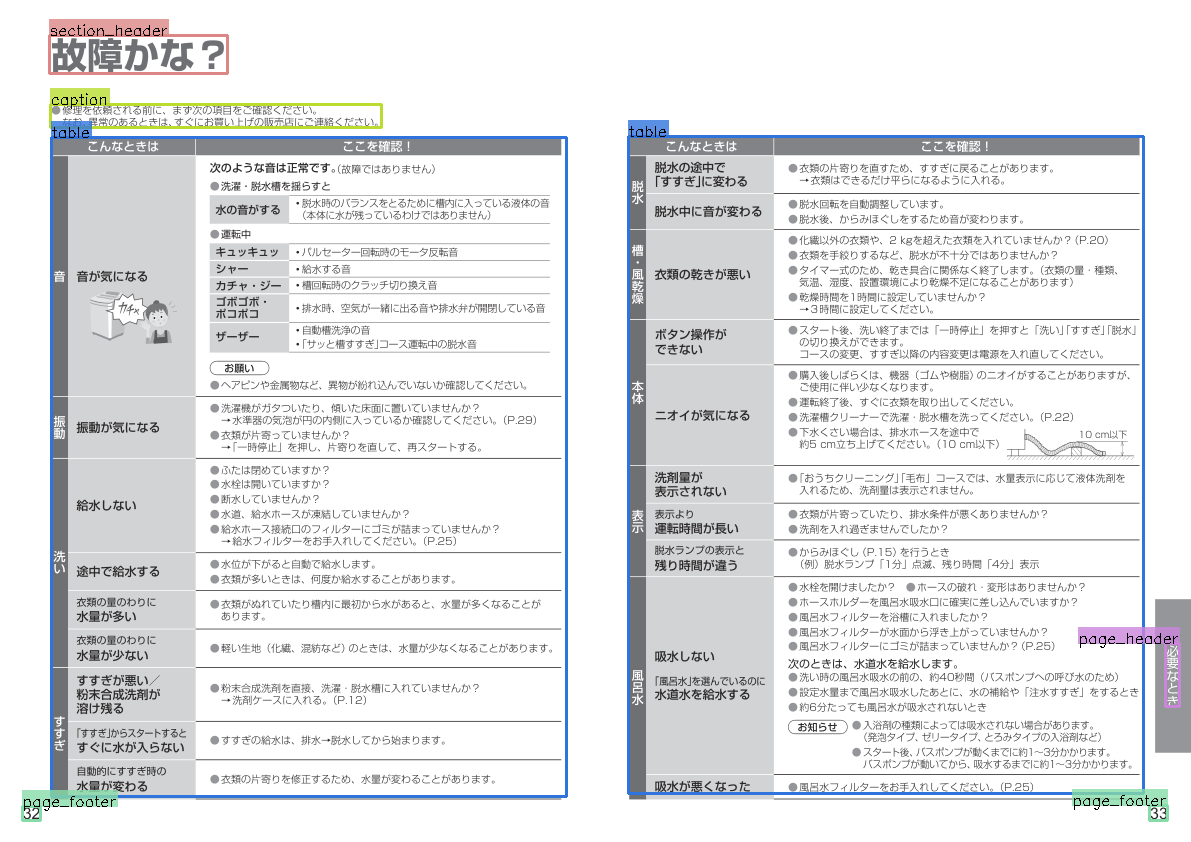 section_header
故障かな？
caption
●修理を依頼される前に、まず次の項目をご確認ください。
なお、異常のあるときは、すぐにお買い上げの販売店にご連絡ください。
table
こんなときは
ここを確認！
音
音が気になる
カチャッ
次のような音は正常です。（故障ではありません）
●洗濯・脱水槽を揺らすと
水の音がする
・脱水時のバランスをとるために槽内に入っている液体の音
（本体に水が残っているわけではありません）
●運転中
キュッキュッ
・パルセーター回転時のモータ反転音
シャー
・給水する音
カチャ・ジー
・槽回転時のクラッチ切り換え音
ゴボゴボ・
ポコポコ
・排水時、空気が一緒に出る音や排水弁が開閉している音
ザーザー
・自動槽洗浄の音
・「サッと槽すすぎ」コース運転中の脱水音
お願い
●ヘアピンや金属物など、異物が紛れ込んでいないか確認してください。
振動
振動が気になる
●洗濯機がガタついたり、傾いた床面に置いていませんか？
→水準器の気泡が円の内側に入っているか確認してください。（P.29）
●衣類が片寄っていませんか？
→「一時停止」を押し、片寄りを直して、再スタートする。
洗い
給水しない
●ふたは閉めていますか？
●水栓は開いていますか？
●断水していませんか？
●水道、給水ホースが凍結していませんか？
●給水ホース接続口のフィルターにゴミが詰まっていませんか？
→給水フィルターをお手入れしてください。（P.25）
途中で給水する
●水位が下がると自動で給水します。
●衣類が多いときは、何度か給水することがあります。
衣類の量のわりに
水量が多い
●衣類がぬれていたり槽内に最初から水があると、水量が多くなることが
あります。
衣類の量のわりに
水量が少ない
●軽い生地（化繊、混紡など）のときは、水量が少なくなることがあります。
すすぎ
すすぎが悪い／
粉末合成洗剤が
溶け残る
●粉末合成洗剤を直接、洗濯・脱水槽に入れていませんか？
→洗剤ケースに入れる。（P.12）
「すすぎ」からスタートすると
すぐに水が入らない
●すすぎの給水は、排水→脱水してから始まります。
自動的にすすぎ時の
水量が変わる
●衣類の片寄りを修正するため、水量が変わることがあります。
page_footer
32
table
こんなときは
ここを確認！
脱水
脱水の途中で
「すすぎ」に変わる
●衣類の片寄りを直すため、すすぎに戻ることがあります。
→衣類はできるだけ平らになるように入れる。
脱水中に音が変わる
●脱水回転を自動調整しています。
●脱水後、からみほぐしをするため音が変わります。
槽・風乾燥
衣類の乾きが悪い
●化繊以外の衣類や、2 kgを超えた衣類を入れていませんか？（P.20）
●衣類を手絞りするなど、脱水が不十分ではありませんか？
●タイマー式のため、乾き具合に関係なく終了します。（衣類の量・種類、
気温、湿度、設置環境により乾燥不足になることがあります）
●乾燥時間を1時間に設定していませんか？
→3時間に設定してください。
本体
ボタン操作が
できない
●スタート後、洗い終了までは「一時停止」を押すと「洗い」「すすぎ」「脱水」
の切り換えができます。
コースの変更、すすぎ以降の内容変更は電源を入れ直してください。
ニオイが気になる
●購入後しばらくは、機器（ゴムや樹脂）のニオイがすることがありますが、
ご使用に伴い少なくなります。
●運転終了後、すぐに衣類を取り出してください。
●洗濯槽クリーナーで洗濯・脱水槽を洗ってください。（P.22）
●下水くさい場合は、排水ホースを途中で
約5 cm立ち上げてください。（10 cm以下）
10 cm以下
表示
洗剤量が
表示されない
●「おうちクリーニング」「毛布」コースでは、水量表示に応じて液体洗剤を
入れるため、洗剤量は表示されません。
表示より
運転時間が長い
●衣類が片寄っていたり、排水条件が悪くありませんか？
●洗剤を入れ過ぎませんでしたか？
脱水ランプの表示と
残り時間が違う
●からみほぐし（P.15）を行うとき
（例）脱水ランプ「1分」点滅、残り時間「4分」表示
風呂水
吸水しない
「風呂水」を選んでいるのに
水道水を給水する
●水栓を開けましたか？ ●ホースの破れ・変形はありませんか？
●ホースホルダーを風呂水吸水口に確実に差し込んでいますか？
●風呂水フィルターを浴槽に入れましたか？
●風呂水フィルターが水面から浮き上がっていませんか？
●風呂水フィルターにゴミが詰まっていませんか？（P.25）
次のときは、水道水を給水します。
●洗い時の風呂水吸水の前の、約40秒間（バスポンプへの呼び水のため）
●設定水量まで風呂水吸水したあとに、水の補給や「注水すすぎ」をするとき
●約6分たっても風呂水が吸水されないとき
お知らせ
●入浴剤の種類によっては吸水されない場合があります。
（発泡タイプ、ゼリータイプ、とろみタイプの入浴剤など）
●スタート後、バスポンプが動くまでに約1～3分かかります。
バスポンプが動いてから、吸水するまでに約1～3分かかります。
吸水が悪くなった
●風呂水フィルターをお手入れしてください。（P.25）
page_header
必要なとき
page_footer
33